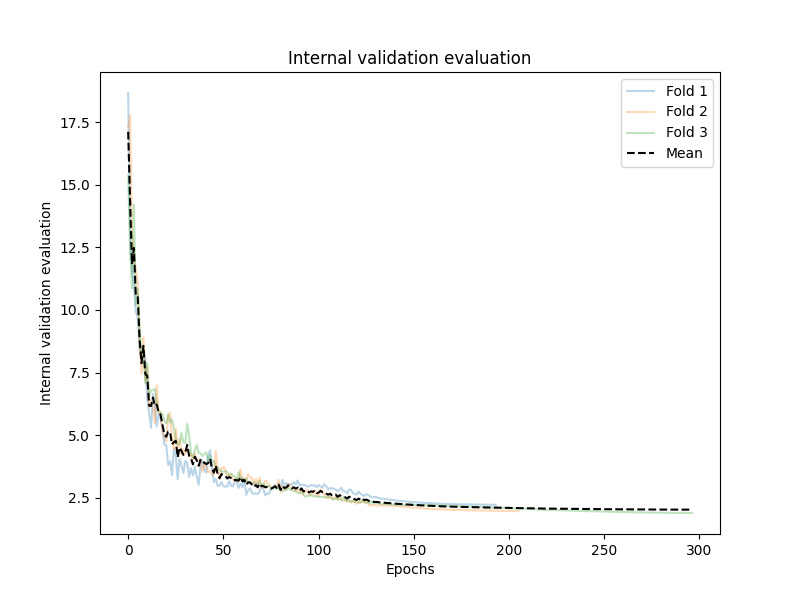 Internal validation evaluation
Fold 1
Fold 2
Fold 3
Mean
Internal validation evaluation
17.5
15.0
12.5
10.0
7.5
5.0
2.5
0
50
100
150
200
250
300
Epochs